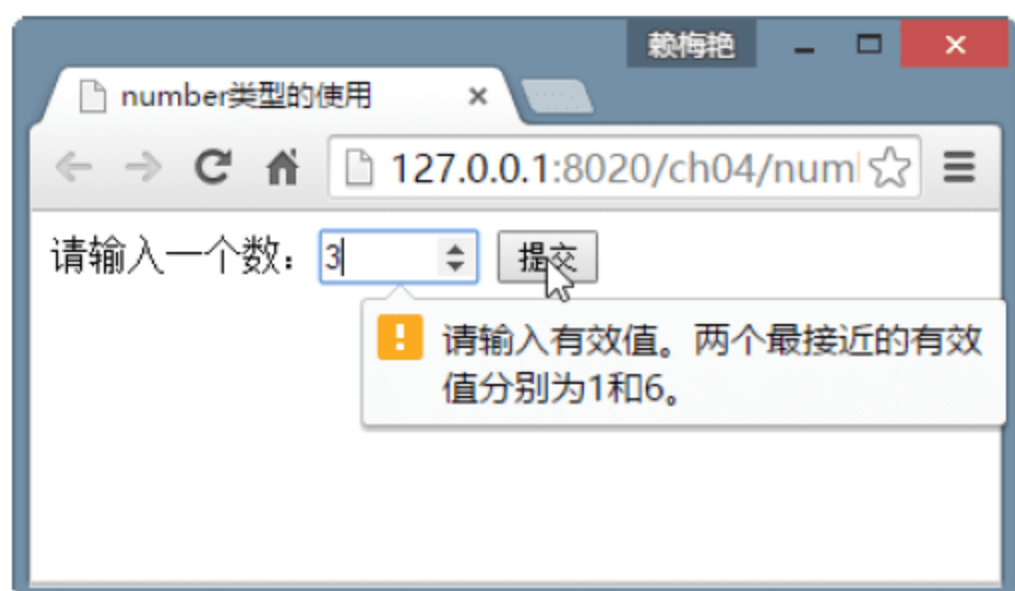 赖梅艳
number类型的使用
127.0.0.1:8020/ch04/num
请输入一个数：3 提交
请输入有效值。两个最接近的有效
值分别为1和6。